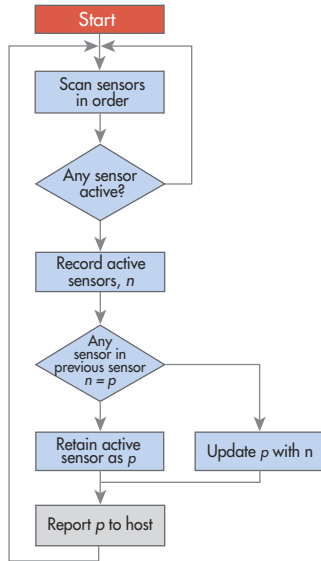 Start
Scan sensors
in order
Any sensor
active?
Record active
sensors, n
Any
sensor in
previous sensor
n = p
Retain active
sensor as p
Update p with n
Report p to host